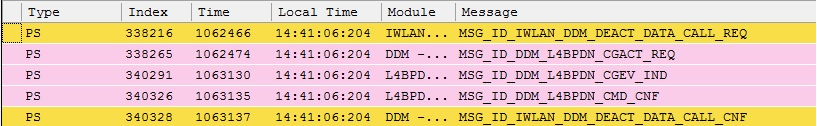 Type Index Time Local Time Module Message
PS 338216 1062466 14:41:06:204 IWLAN... MSG_ID_IWLAN_DDM_DEACT_DATA_CALL_REQ
PS 338265 1062474 14:41:06:204 DDM -... MSG_ID_DDM_L4BPDN_CGACT_REQ
PS 340291 1063130 14:41:06:204 L4BPD... MSG_ID_DDM_L4BPDN_CGEV_IND
PS 340326 1063135 14:41:06:204 L4BPD... MSG_ID_DDM_L4BPDN_CMD_CNF
PS 340328 1063137 14:41:06:204 DDM -... MSG_ID_IWLAN_DDM_DEACT_DATA_CALL_CNF